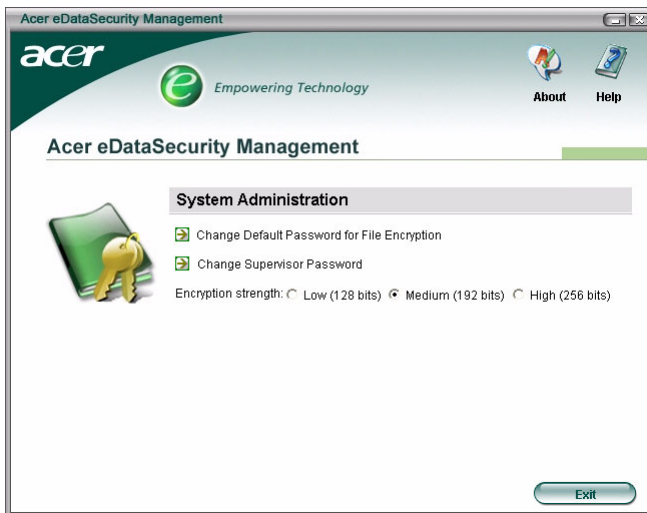 Acer eDataSecurity Management
acer
e
Empowering Technology
About
Help
Acer eDataSecurity Management
System Administration
Change Default Password for File Encryption
Change Supervisor Password
Encryption strength: Low (128 bits) Medium (192 bits) High (256 bits)
Exit